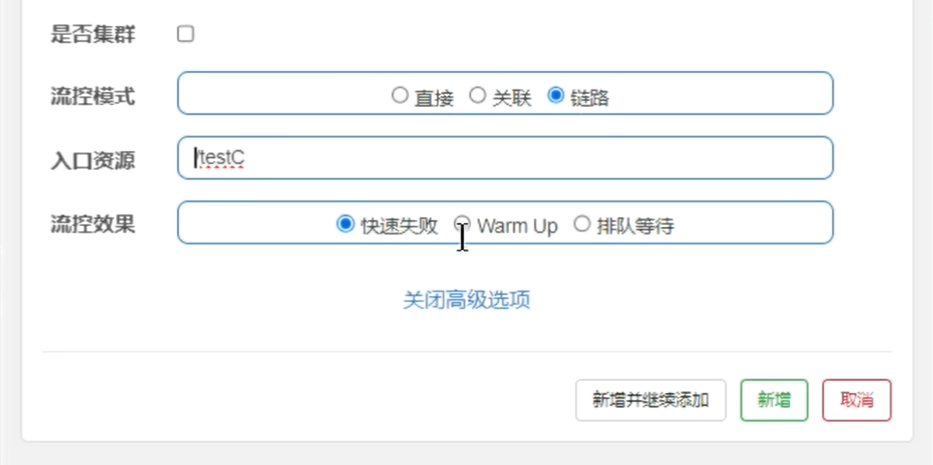 是否集群
流控模式 直接 关联 链路
入口资源 /testC
流控效果 快速失败 Warm Up 排队等待
关闭高级选项
新增并继续添加 新增 取消